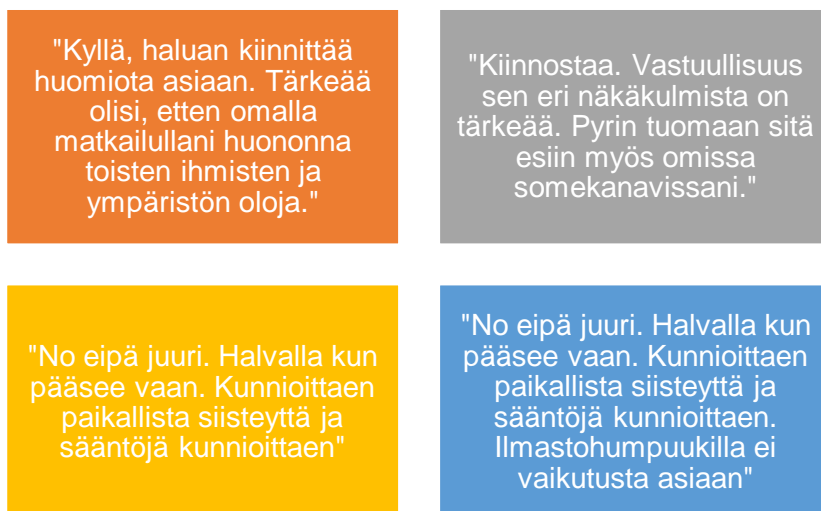 "Kyllä, haluan kiinnittää
huomiota asiaan. Tärkeää
olisi, etten omalla
matkailullani huononna
toisten ihmisten ja
ympäristön oloja."
"Kiinnostaa. Vastuullisuus
sen eri näkäkulmista on
tärkeää. Pyrin tuomaan sitä
esiin myös omissa
somekanavissani."
"No eipä juuri. Halvalla kun
pääsee vaan. Kunnioittaen
paikallista siisteyttä ja
sääntöjä kunnioittaen"
"No eipä juuri. Halvalla kun
pääsee vaan. Kunnioittaen
paikallista siisteyttä ja
sääntöjä kunnioittaen.
Ilmastohumpuukilla ei
vaikutusta asiaan"